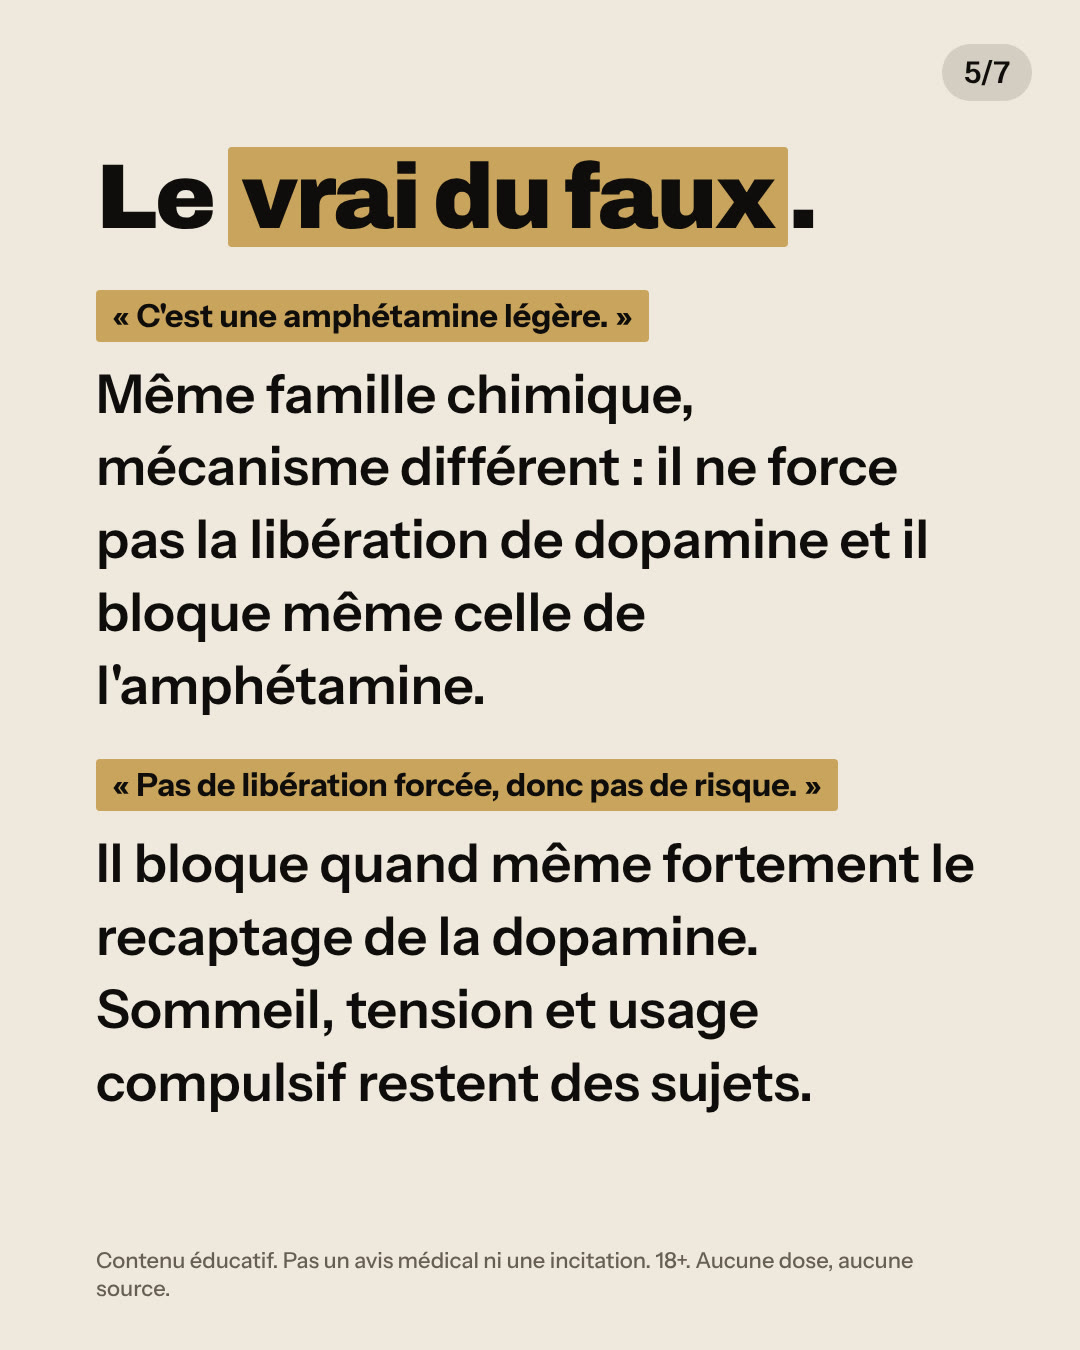 5/7
Le vrai du faux.
« C'est une amphétamine légère. »
Même famille chimique,
mécanisme différent : il ne force
pas la libération de dopamine et il
bloque même celle de
l'amphétamine.
« Pas de libération forcée, donc pas de risque. »
Il bloque quand même fortement le
recaptage de la dopamine.
Sommeil, tension et usage
compulsif restent des sujets.
Contenu éducatif. Pas un avis médical ni une incitation. 18+. Aucune dose, aucune
source.